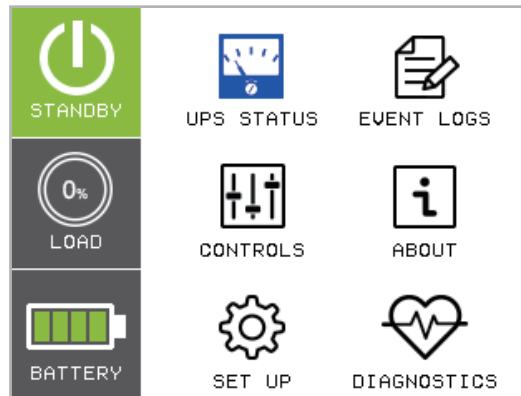 STANDBY
UPS STATUS
EVENT LOGS
0%
LOAD
CONTROLS
i
ABOUT
BATTERY
SET UP
DIAGNOSTICS